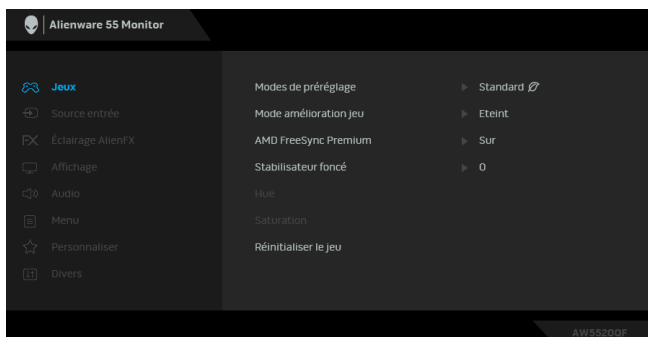 Alienware 55 Monitor
Jeux
Modes de préréglage Standard
Source entrée
Mode amélioration jeu Eteint
Éclairage AlienFX
AMD FreeSync Premium Sur
Affichage
Stabilisateur foncé 0
Audio
Hue
Menu
Saturation
Personnaliser
Réinitialiser le jeu
Divers
AW5520QF